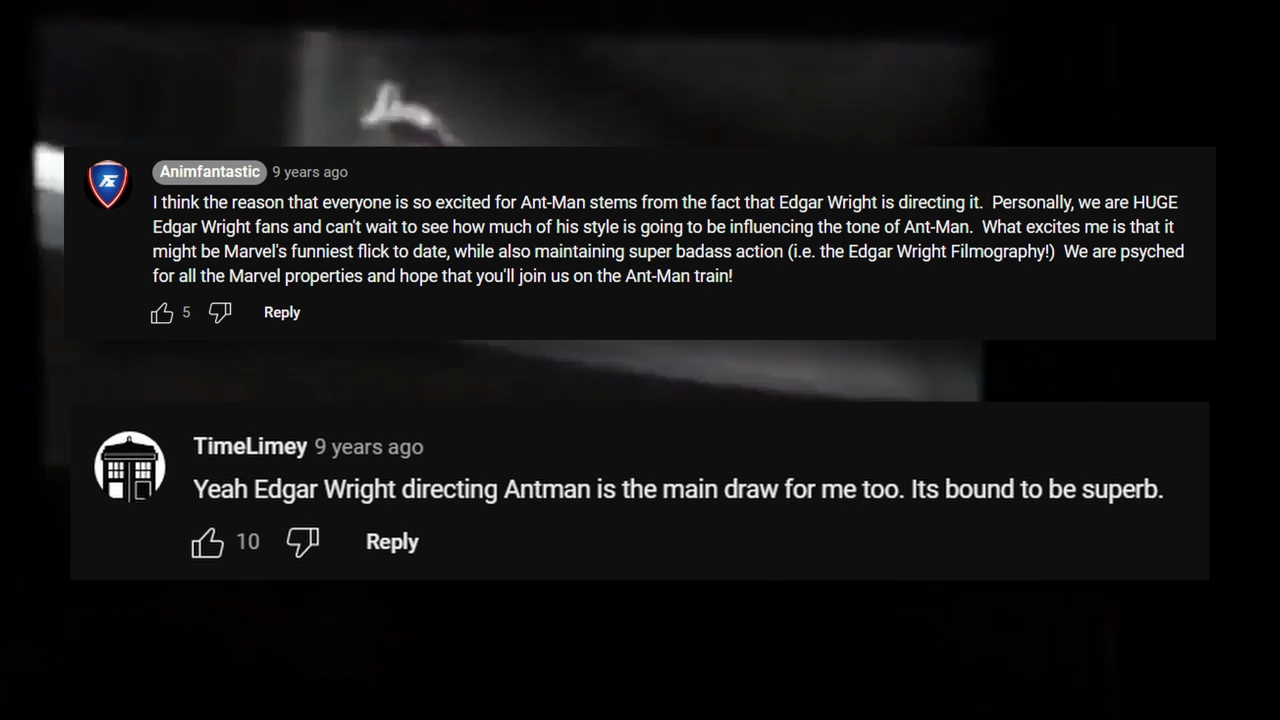 Animfantastic 9 years ago
I think the reason that everyone is so excited for Ant-Man stems from the fact that Edgar Wright is directing it.  Personally, we are HUGE
Edgar Wright fans and can't wait to see how much of his style is going to be influencing the tone of Ant-Man.  What excites me is that it
might be Marvel's funniest flick to date, while also maintaining super badass action (i.e. the Edgar Wright Filmography!)  We are psyched
for all the Marvel properties and hope that you'll join us on the Ant-Man train!
5 Reply
TimeLimey 9 years ago
Yeah Edgar Wright directing Antman is the main draw for me too. Its bound to be superb.
10 Reply